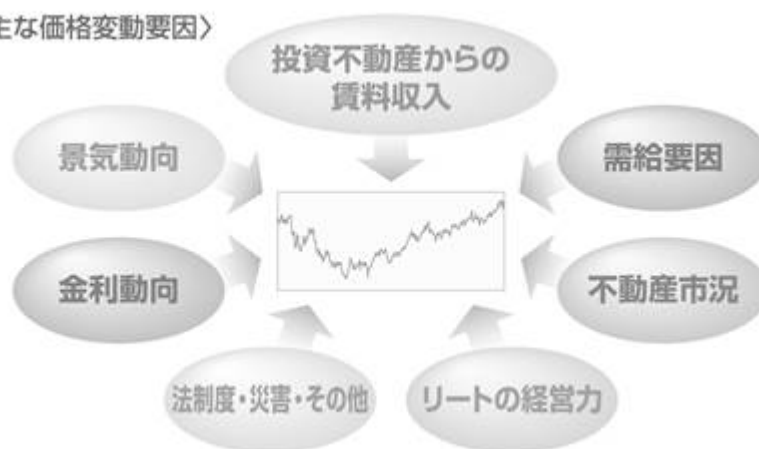 主な価格変動要因〉
投資不動産からの
賃料収入
景気動向
需給要因
金利動向
不動産市況
法制度・災害・その他
リートの経営力